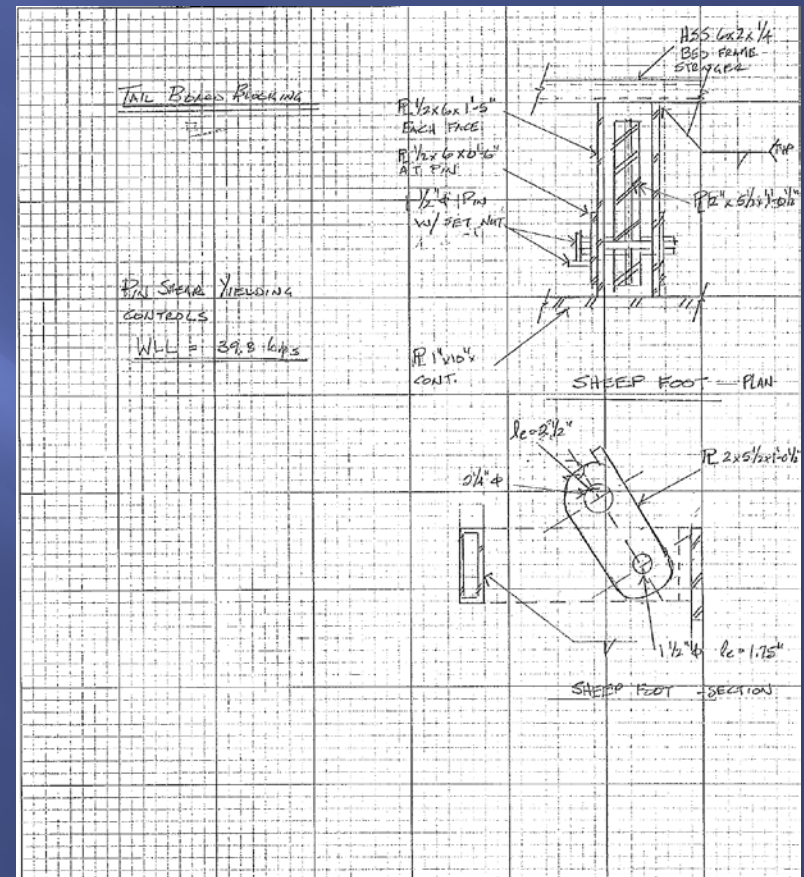 TAIL BOARD BLOCKING
PIN SHEAR YIELDING
CONTROLS
WLL = 39.8 kips
HSS 6x2x1/4
BED FRAME
STRINGER
PL 1/2x6x1'-5"
EACH FACE
PL 1/2x6x0'-6"
AT PIN
1/2"φ PIN
W/ SET NUT
TYP
PL 2"x5 1/2x1'-0 1/2"
PL 1"x10"x
CONT.
SHEEP FOOT - PLAN
lc=2 1/2"
2 1/4"φ
PL 2x5 1/2x1'-0 1/2"
1 1/2"φ lc=1.75"
SHEEP FOOT - SECTION